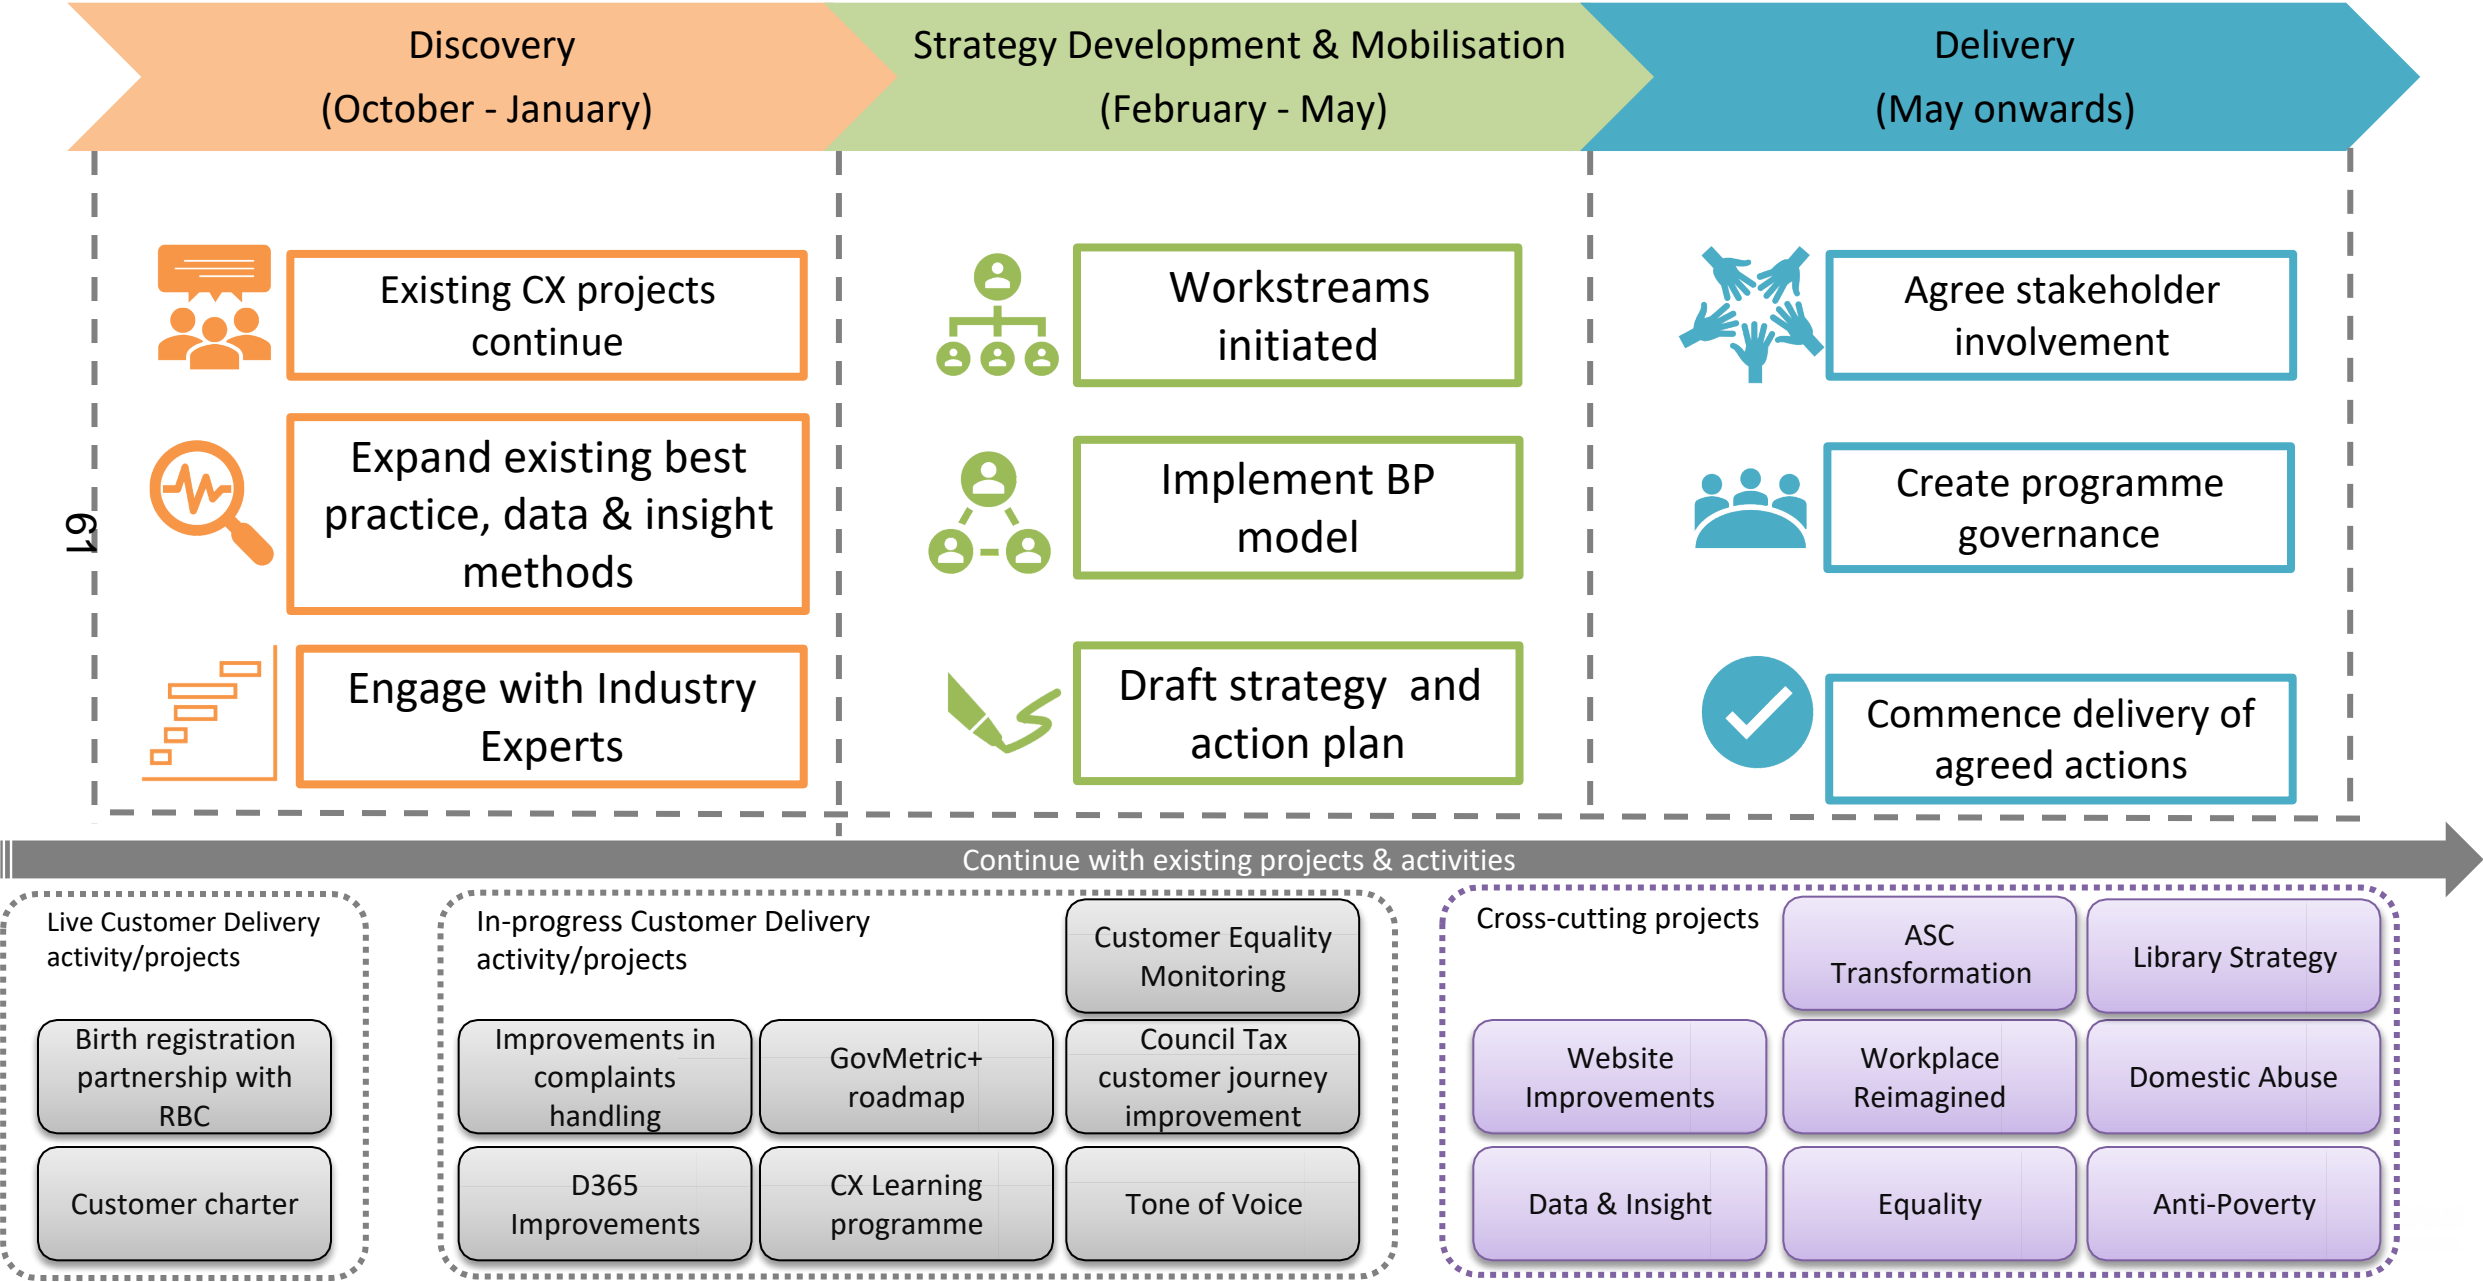 Discovery
(October - January)
Strategy Development & Mobilisation
(February - May)
Delivery
(May onwards)
Existing CX projects
continue
Expand existing best
practice, data & insight
methods
Engage with Industry
Experts
Workstreams
initiated
Implement BP
model
Draft strategy and
action plan
Agree stakeholder
involvement
Create programme
governance
Commence delivery of
agreed actions
61
Continue with existing projects & activities
Live Customer Delivery
activity/projects
Birth registration
partnership with
RBC
Customer charter
In-progress Customer Delivery
activity/projects
Customer Equality
Monitoring
Improvements in
complaints
handling
GovMetric+
roadmap
Council Tax
customer journey
improvement
D365
Improvements
CX Learning
programme
Tone of Voice
Cross-cutting projects
ASC
Transformation
Library Strategy
Website
Improvements
Workplace
Reimagined
Domestic Abuse
Data & Insight
Equality
Anti-Poverty